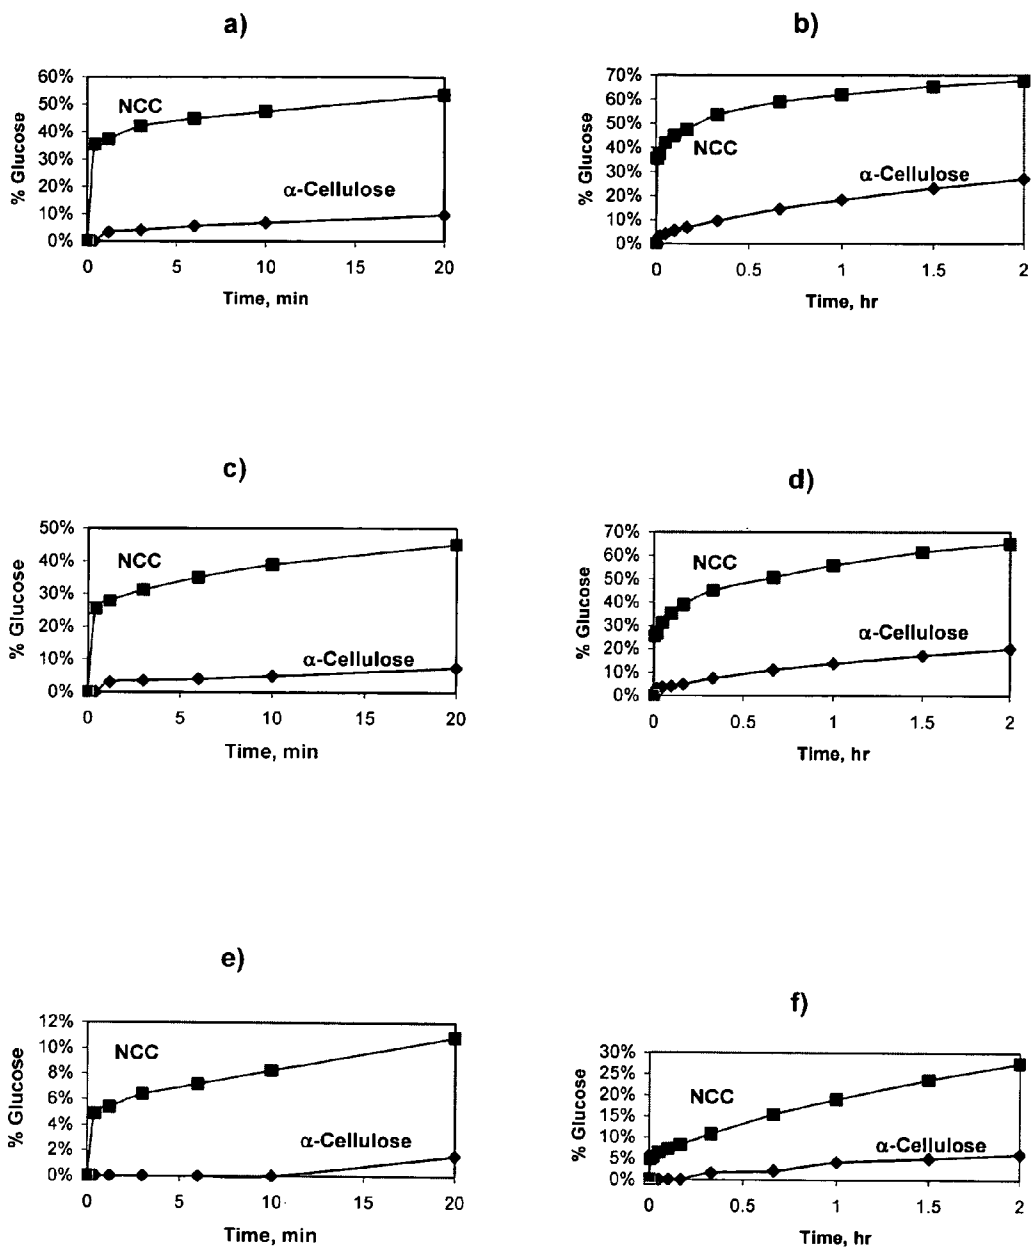 a)
60%
50%
40%
30%
20%
10%
0%
% Glucose
NCC
α-Cellulose
0 5 10 15 20
Time, min
b)
70%
60%
50%
40%
30%
20%
10%
0%
% Glucose
NCC
α-Cellulose
0 0.5 1 1.5 2
Time, hr
c)
50%
40%
30%
20%
10%
0%
% Glucose
NCC
α-Cellulose
0 5 10 15 20
Time, min
d)
70%
60%
50%
40%
30%
20%
10%
0%
% Glucose
NCC
α-Cellulose
0 0.5 1 1.5 2
Time, hr
e)
12%
10%
8%
6%
4%
2%
0%
% Glucose
NCC
α-Cellulose
0 5 10 15 20
Time, min
f)
30%
25%
20%
15%
10%
5%
0%
% Glucose
NCC
α-Cellulose
0 0.5 1 1.5 2
Time, hr